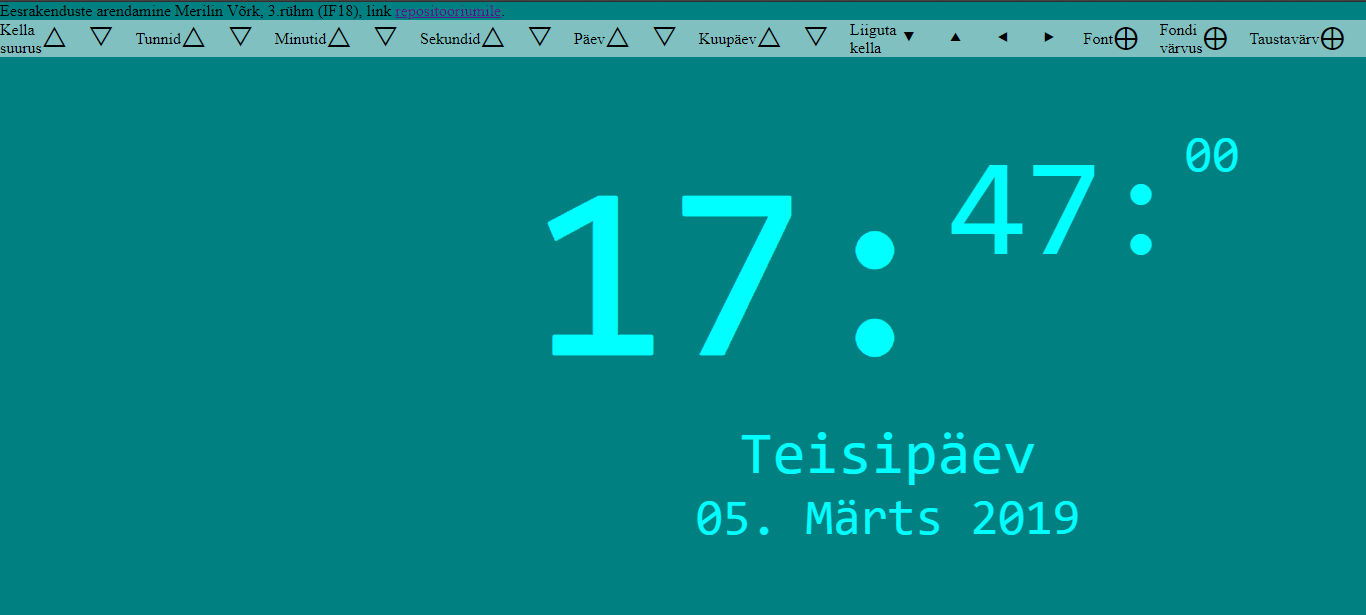 Eesrakenduste arendamine Merilin Võrk, 3.rühm (IF18), link repositooriumile.
Kella suurus △ ▽ Tunnid △ ▽ Minutid △ ▽ Sekundid △ ▽ Päev △ ▽ Kuupäev △ ▽ Liiguta kella ▼ ▲ ◄ ► Font ⨁ Fondi värvus ⨁ Taustavärv ⨁
17:47:00
Teisipäev
05. Märts 2019